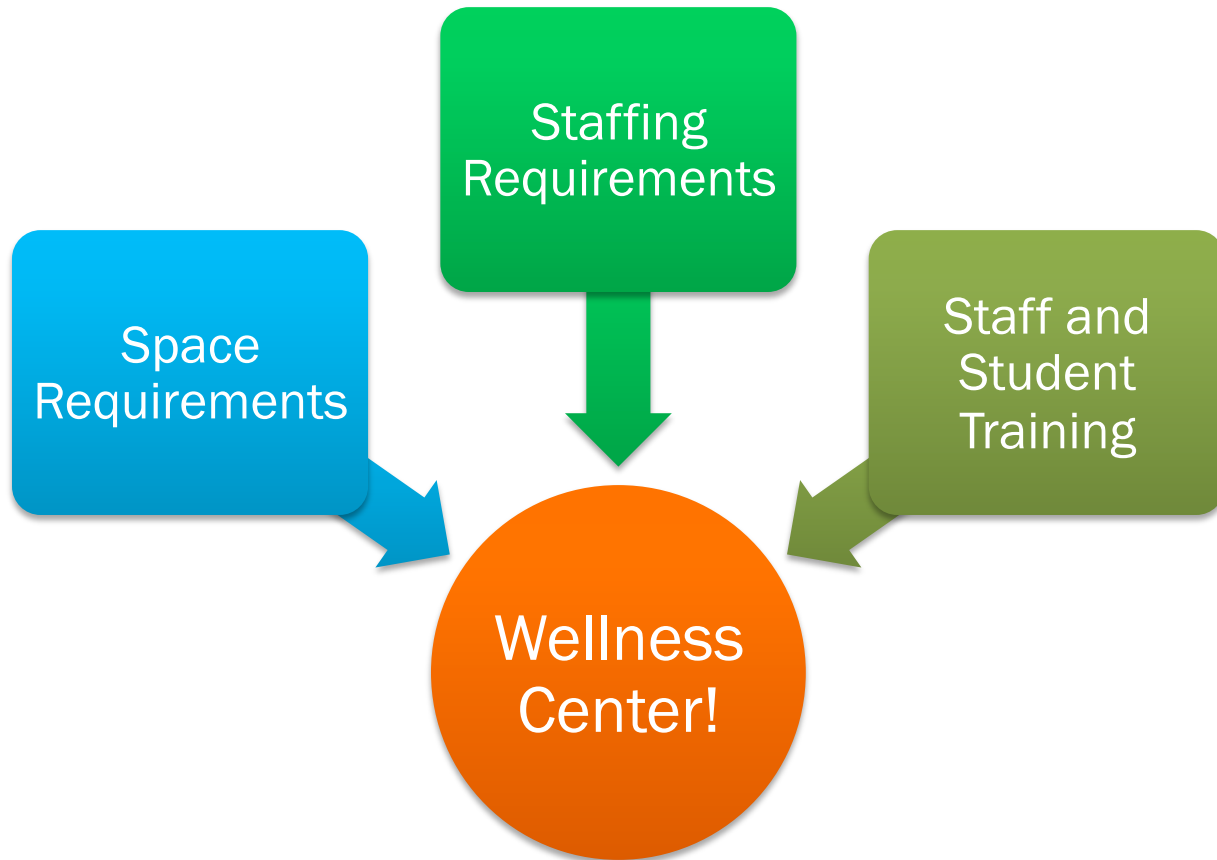 Staffing
Requirements
Space
Requirements
Staff and
Student
Training
Wellness
Center!